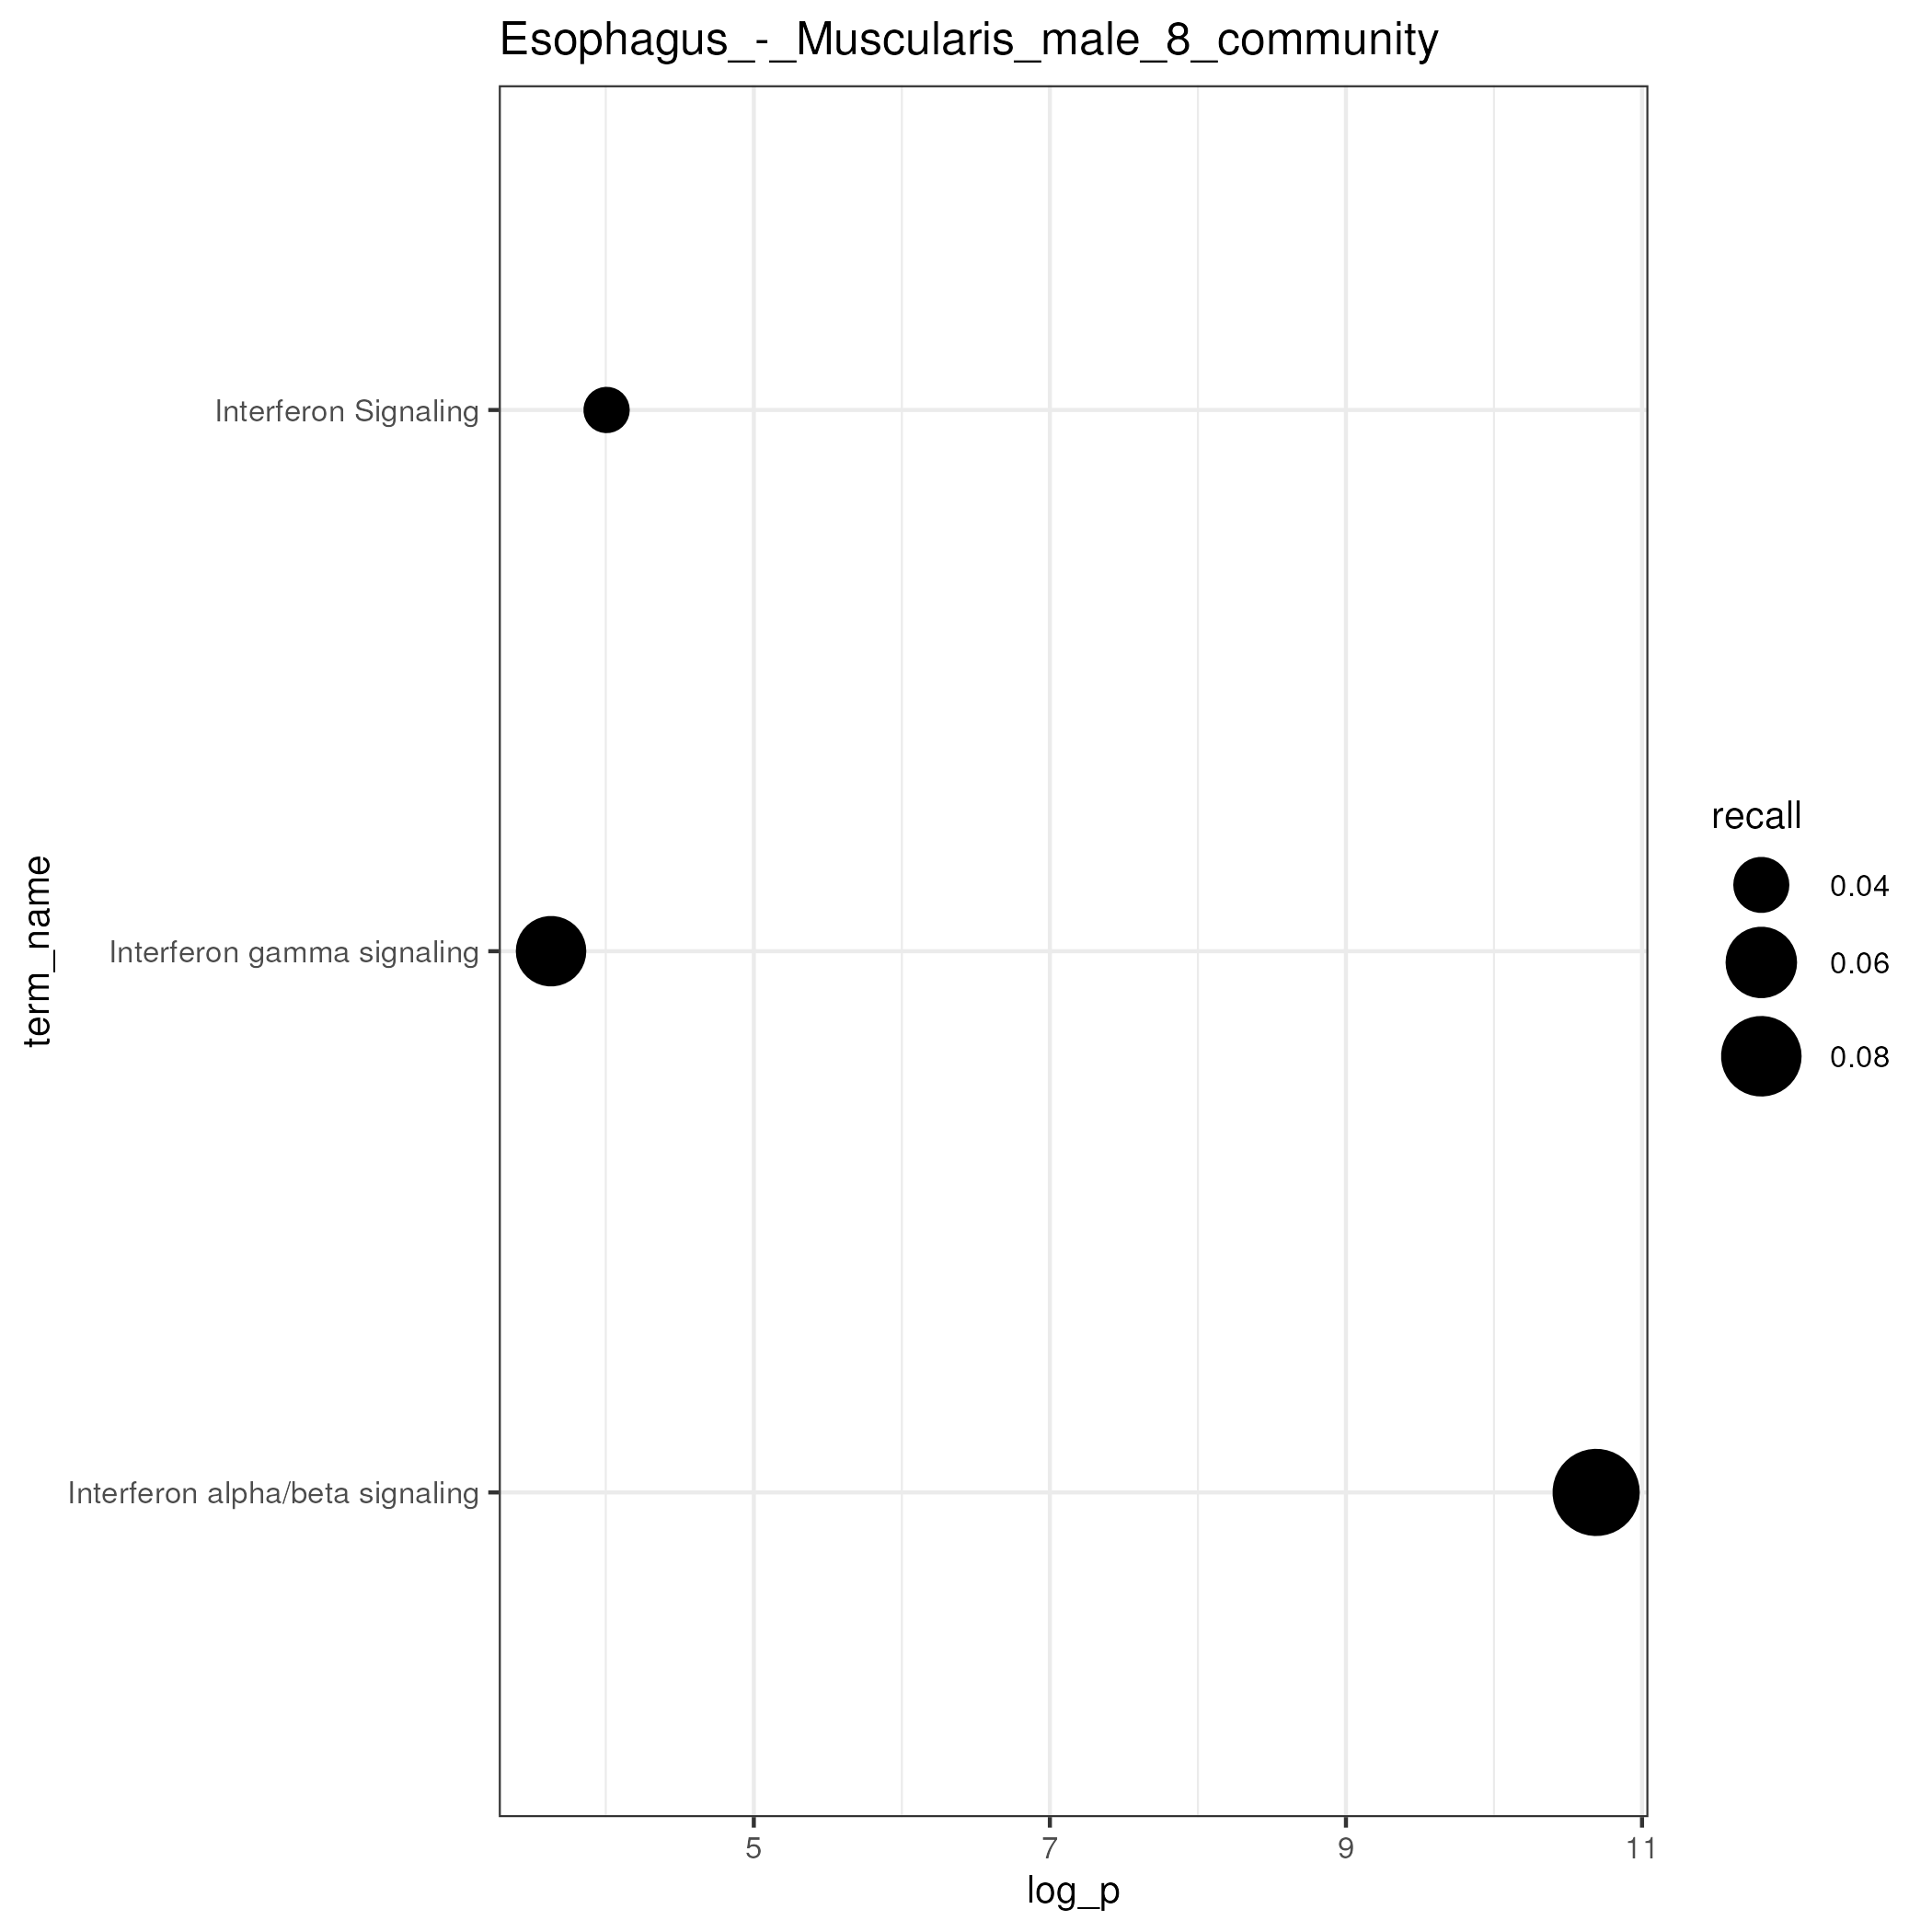 Esophagus_-_Muscularis_male_8_community
term_name
Interferon Signaling
Interferon gamma signaling
Interferon alpha/beta signaling
5
7
9
11
log_p
recall
0.04
0.06
0.08